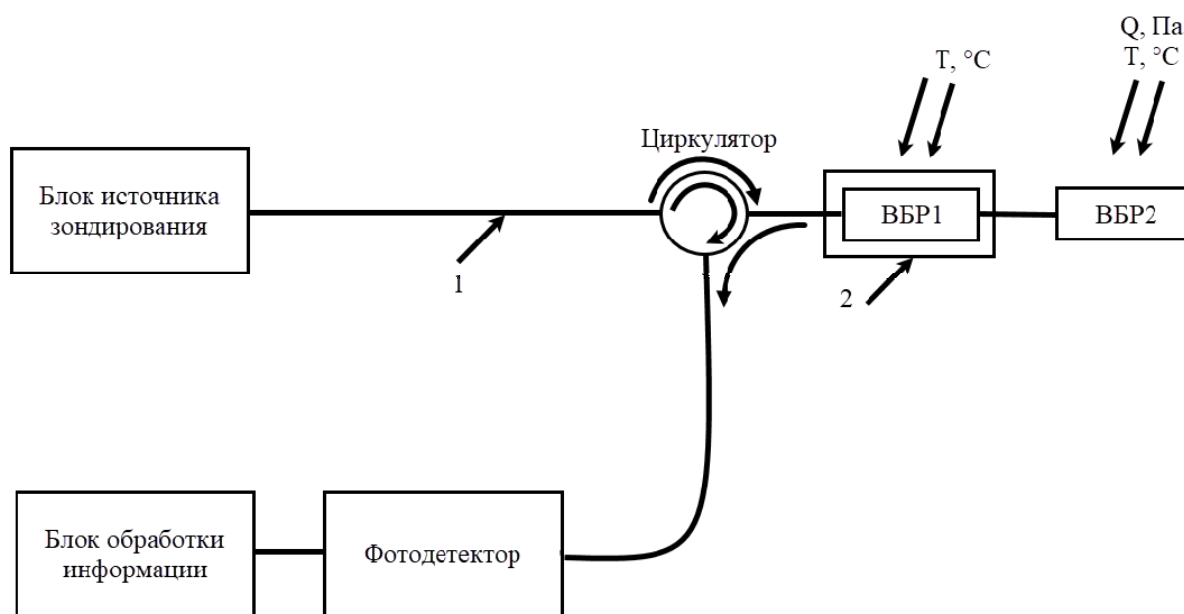 Q, Па
T, °C
T, °C
Циркулятор
Блок источника
зондирования
ВБР1
ВБР2
1
2
Блок обработки
информации
Фотодетектор